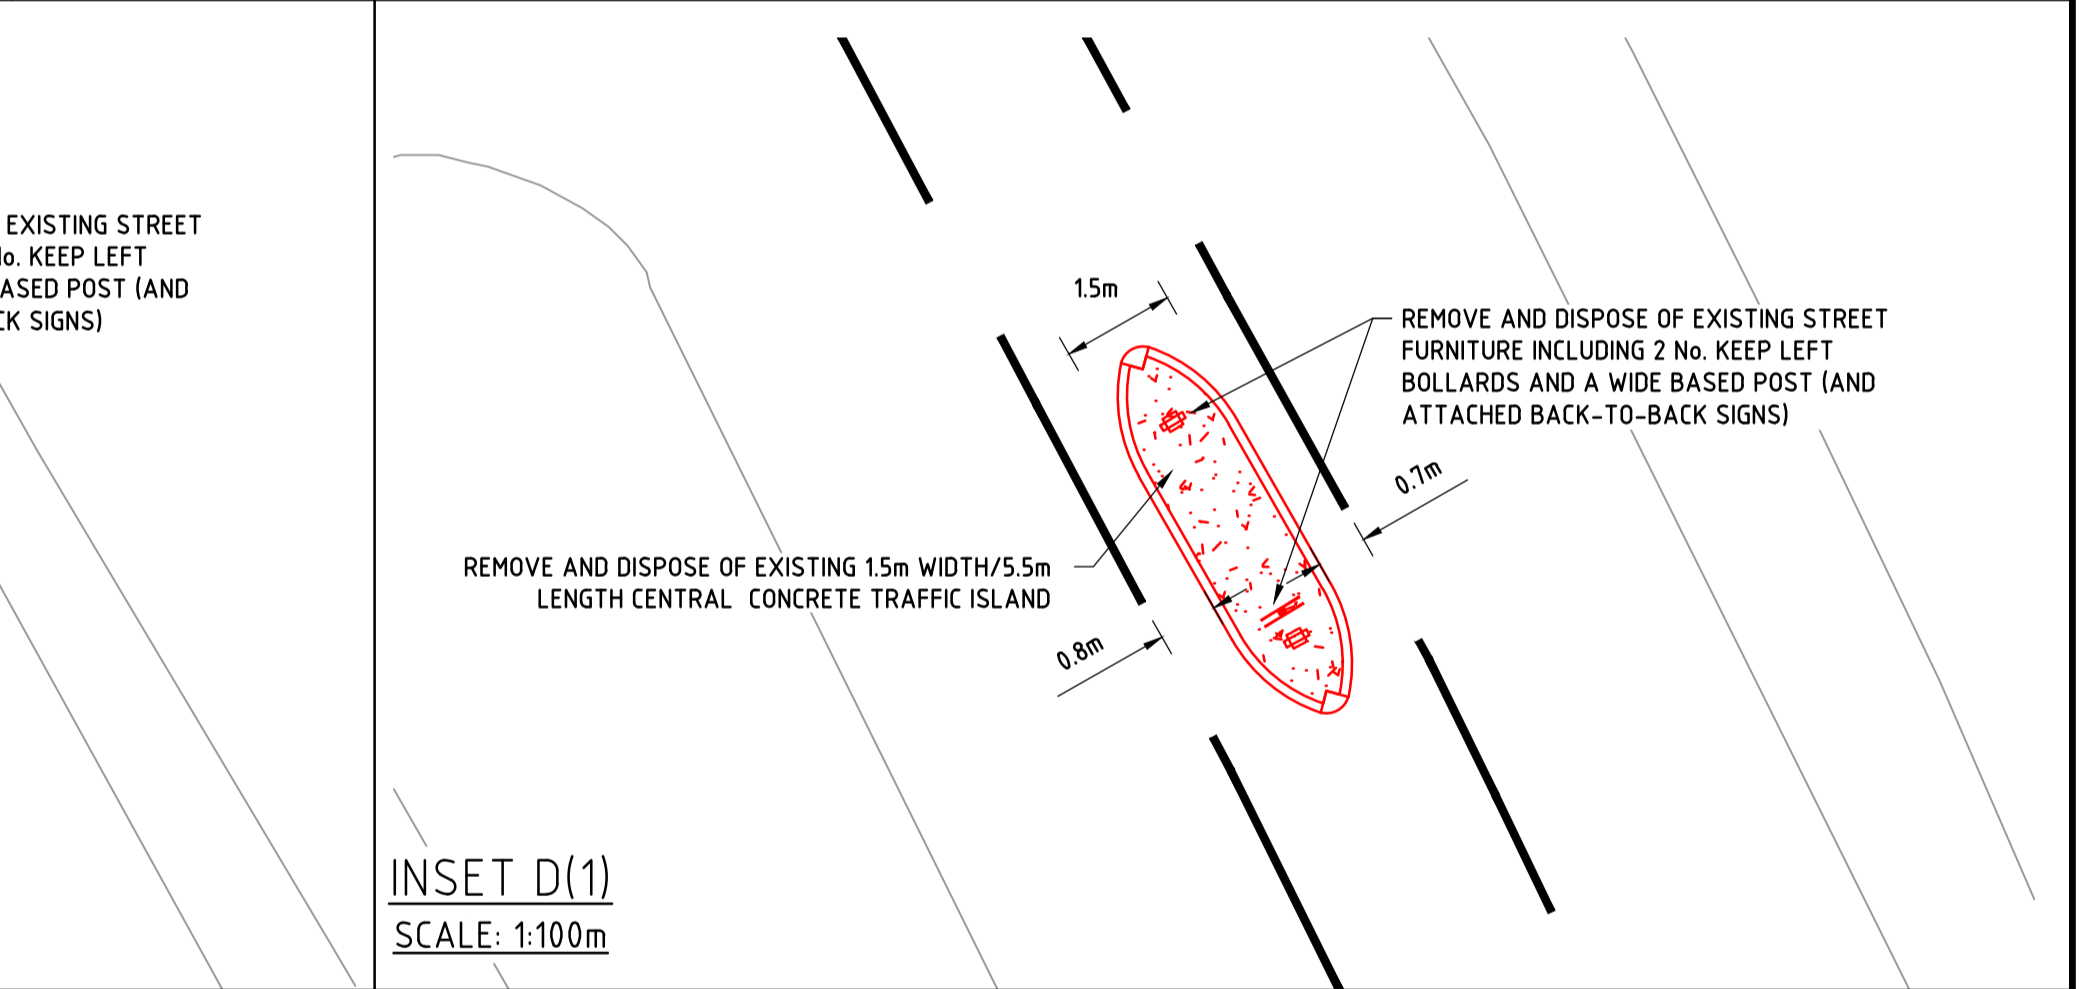 EXISTING STREET
No. KEEP LEFT
ASED POST (AND
CK SIGNS)
1.5m
REMOVE AND DISPOSE OF EXISTING STREET
FURNITURE INCLUDING 2 No. KEEP LEFT
BOLLARDS AND A WIDE BASED POST (AND
ATTACHED BACK-TO-BACK SIGNS)
0.7m
REMOVE AND DISPOSE OF EXISTING 1.5m WIDTH/5.5m
LENGTH CENTRAL CONCRETE TRAFFIC ISLAND
0.8m
INSET D(1)
SCALE: 1:100m